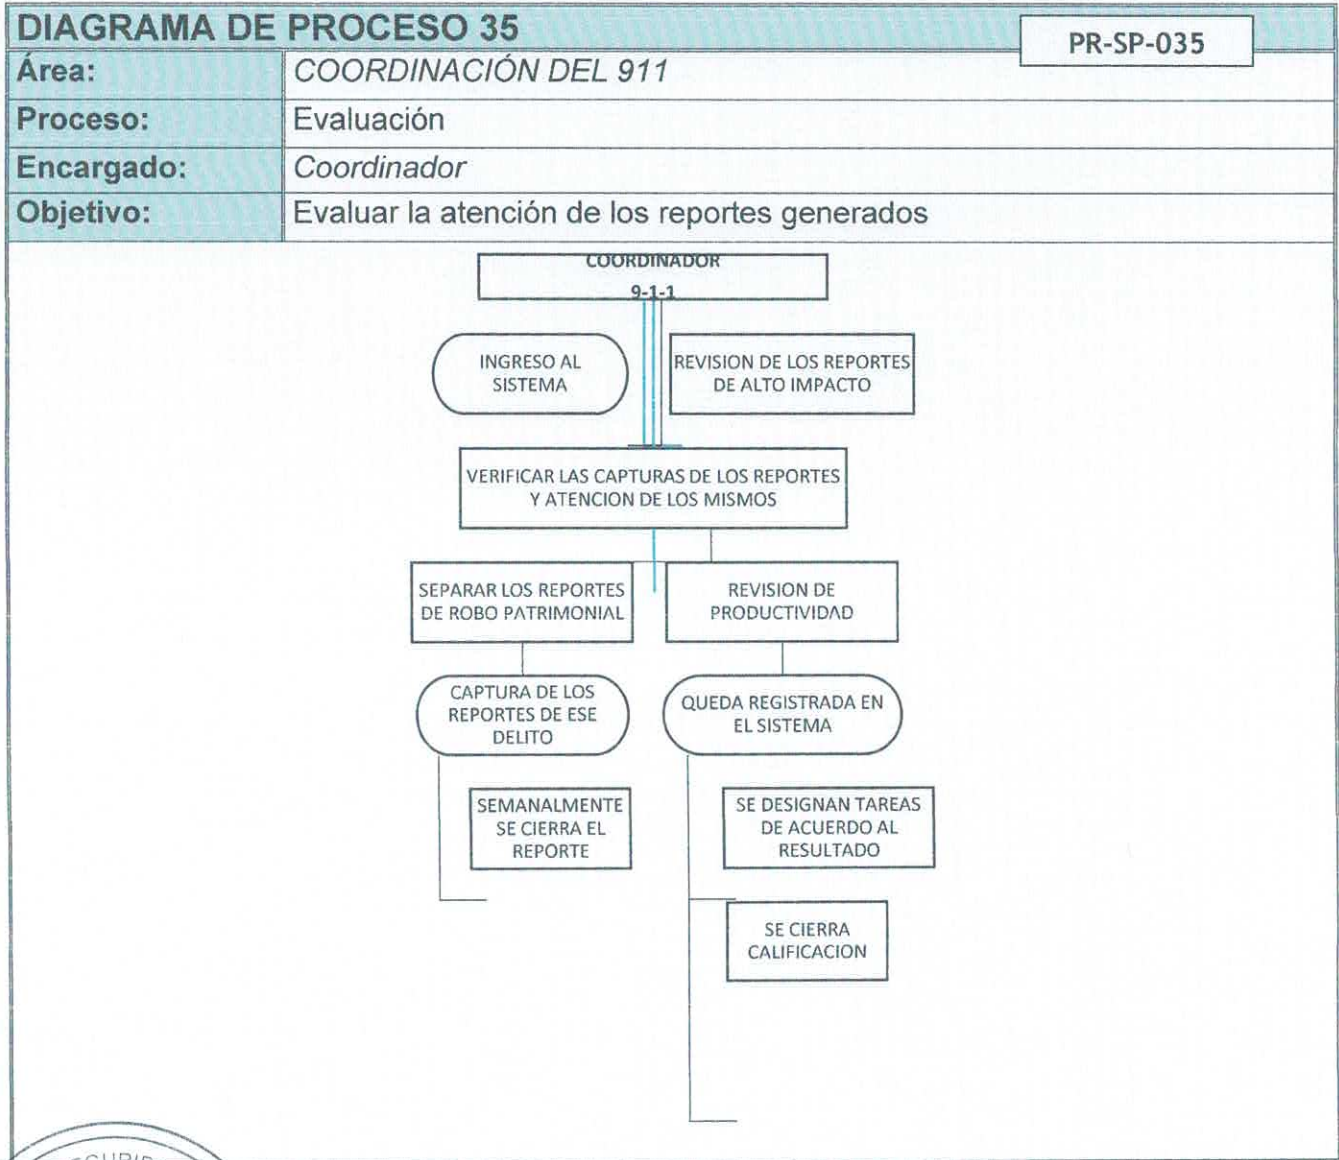 DIAGRAMA DE PROCESO 35
PR-SP-035
Área:
COORDINACIÓN DEL 911
Proceso:
Evaluación
Encargado:
Coordinador
Objetivo:
Evaluar la atención de los reportes generados
COORDINADOR
9-1-1
INGRESO AL
SISTEMA
REVISION DE LOS REPORTES
DE ALTO IMPACTO
VERIFICAR LAS CAPTURAS DE LOS REPORTES
Y ATENCION DE LOS MISMOS
SEPARAR LOS REPORTES
DE ROBO PATRIMONIAL
REVISION DE
PRODUCTIVIDAD
CAPTURA DE LOS
REPORTES DE ESE
DELITO
QUEDA REGISTRADA EN
EL SISTEMA
SEMANALMENTE
SE CIERRA EL
REPORTE
SE DESIGNAN TAREAS
DE ACUERDO AL
RESULTADO
SE CIERRA
CALIFICACION